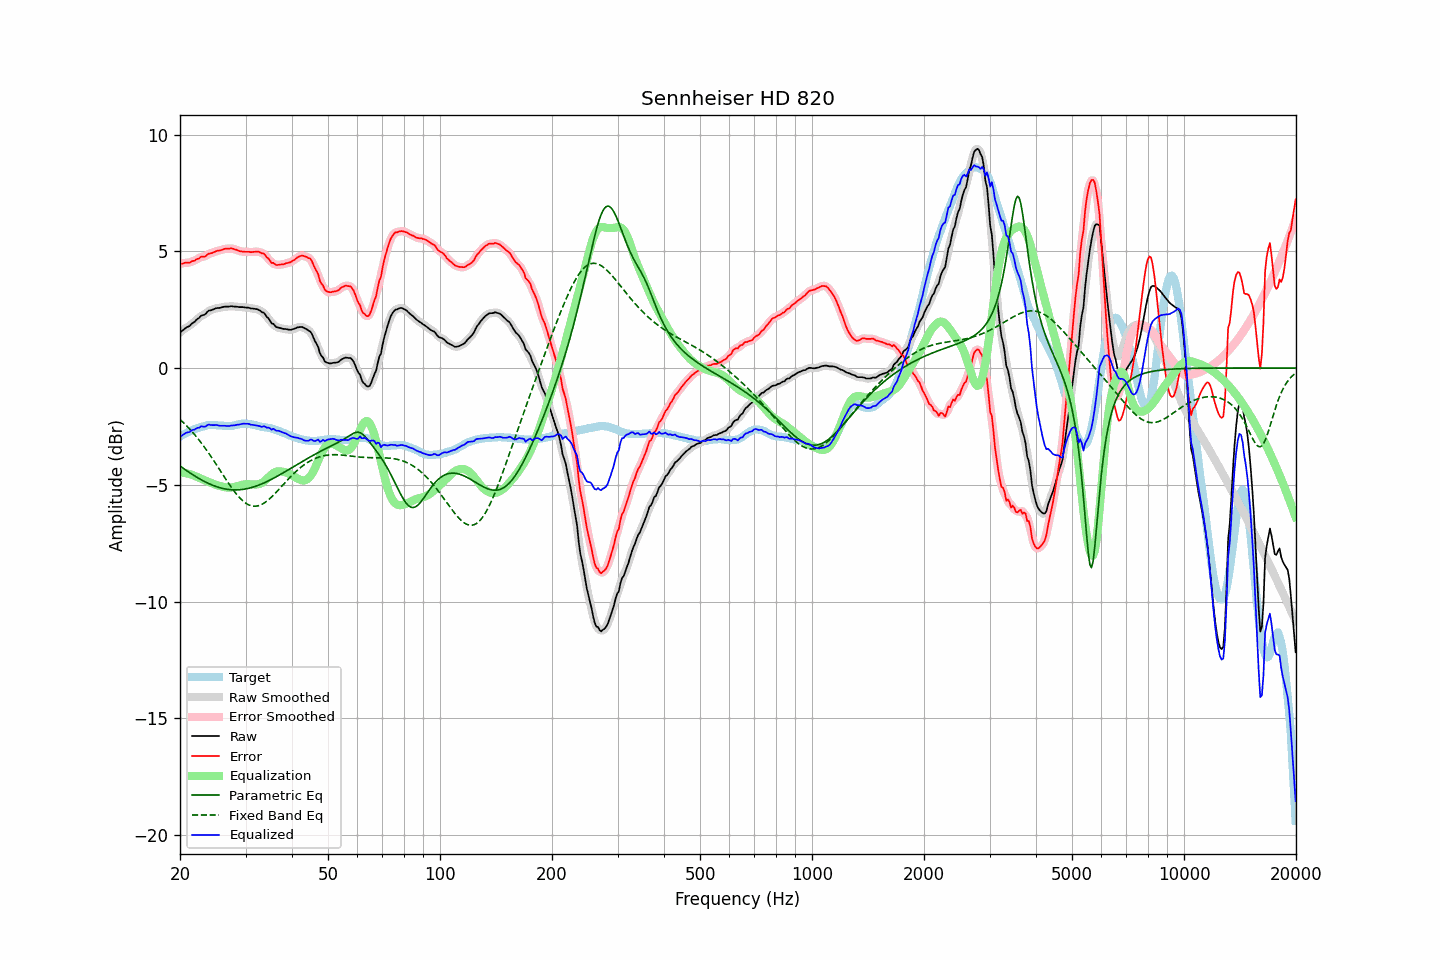 Sennheiser HD 820
Amplitude (dBr)
10
5
0
−5
−10
−15
−20
Target
Raw Smoothed
Error Smoothed
Raw
Error
Equalization
Parametric Eq
Fixed Band Eq
Equalized
20 50 100 200 500 1000 2000 5000 10000 20000
Frequency (Hz)